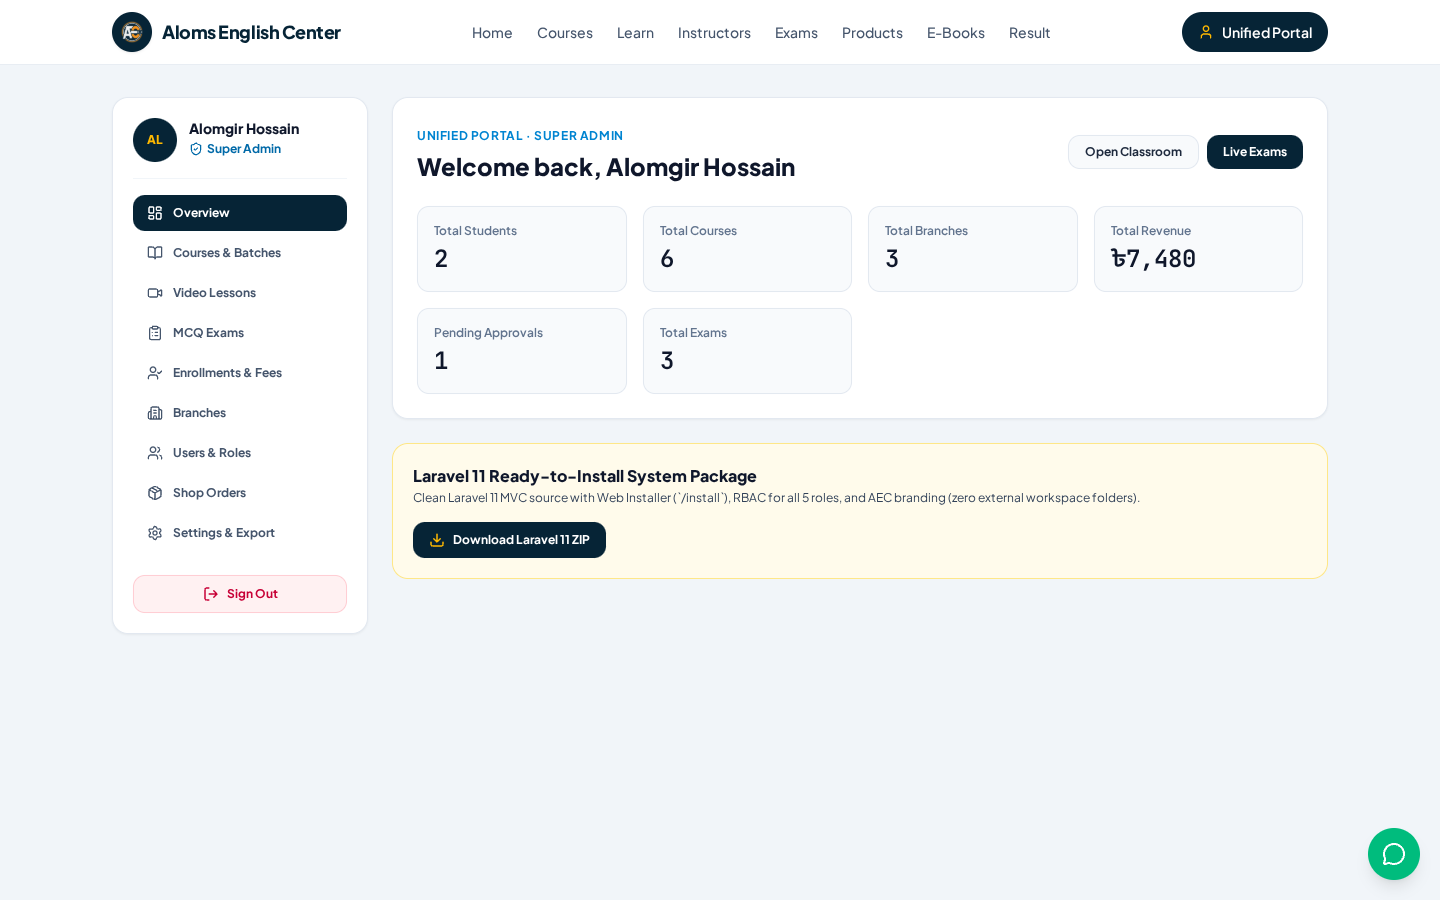 Aloms English Center
Home
Courses
Learn
Instructors
Exams
Products
E-Books
Result
Unified Portal
AL
Alomgir Hossain
Super Admin
Overview
Courses & Batches
Video Lessons
MCQ Exams
Enrollments & Fees
Branches
Users & Roles
Shop Orders
Settings & Export
Sign Out
UNIFIED PORTAL · SUPER ADMIN
Welcome back, Alomgir Hossain
Open Classroom
Live Exams
Total Students
2
Total Courses
6
Total Branches
3
Total Revenue
৳7,480
Pending Approvals
1
Total Exams
3
Laravel 11 Ready-to-Install System Package
Clean Laravel 11 MVC source with Web Installer (`/install`), RBAC for all 5 roles, and AEC branding (zero external workspace folders).
Download Laravel 11 ZIP